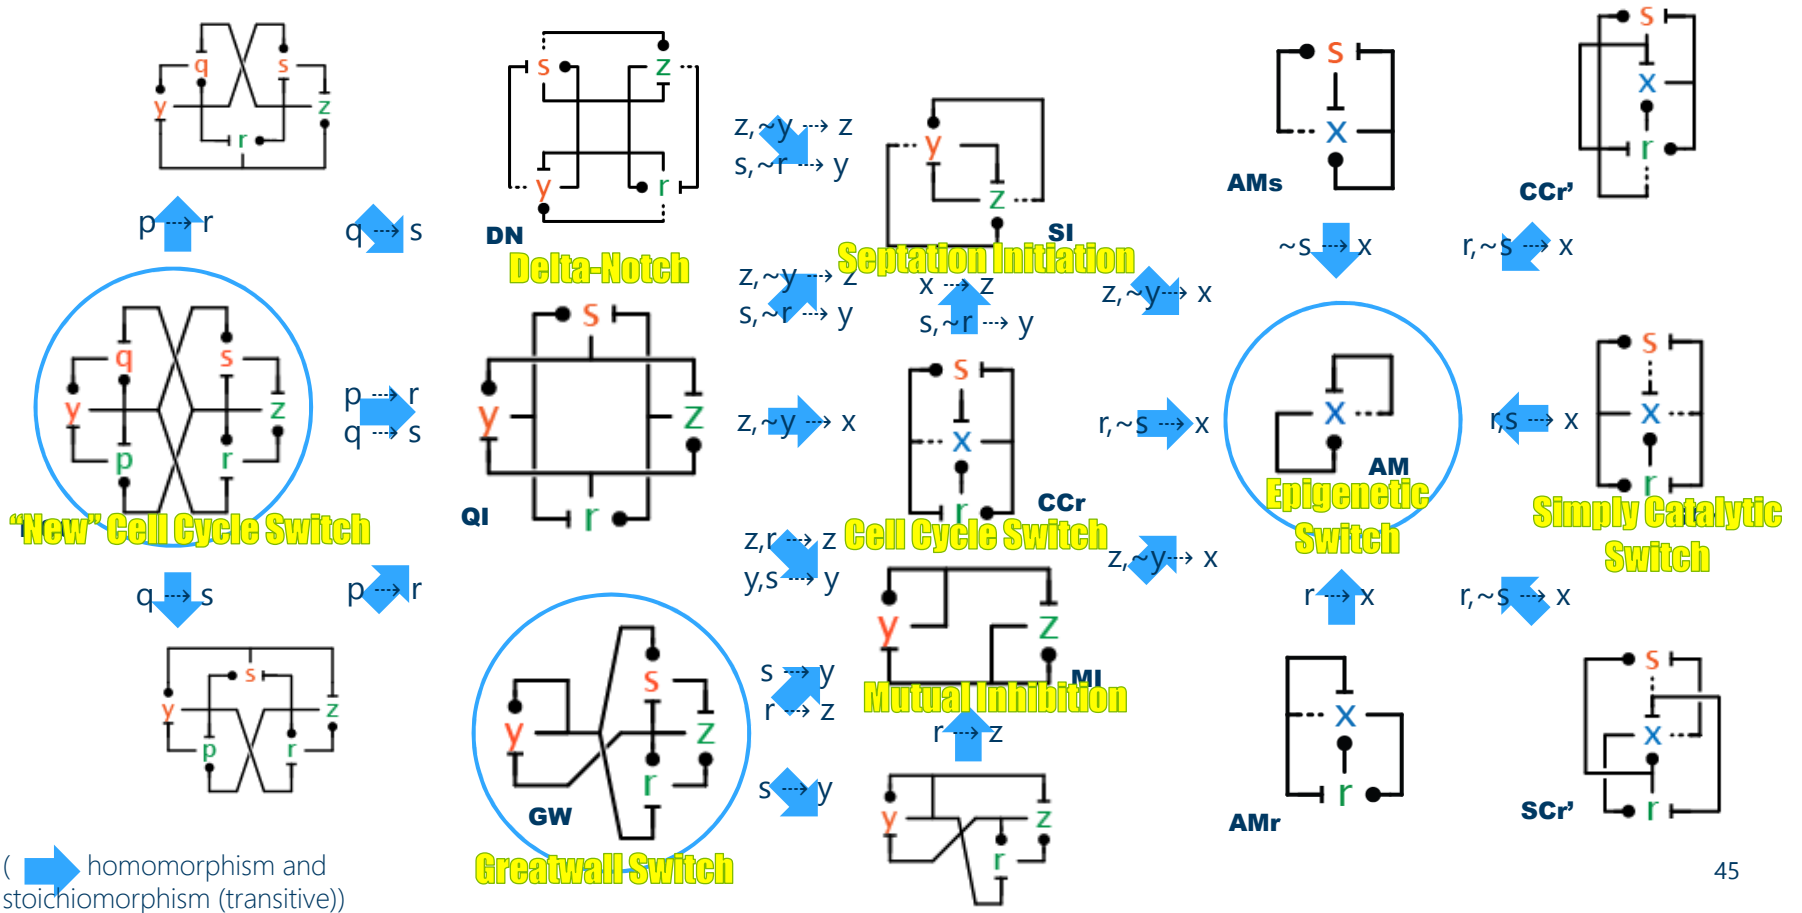 q
s
y
z
r
p ⇢ r
q ⇢ s
q
s
y
z
p
r
"New" Cell Cycle Switch
p ⇢ r
q ⇢ s
q ⇢ s
p ⇢ r
s
y
z
p
r
( homomorphism and
stoichiomorphism (transitive))
s
z
y
r
DN
Delta-Notch
z,~y ⇢ z
s,~r ⇢ y
z,~y ⇢ z
s,~r ⇢ y
s
y
z
r
QI
z,~y ⇢ x
z,r ⇢ z
y,s ⇢ y
y
s
z
r
GW
Greatwall Switch
s ⇢ y
r ⇢ z
s ⇢ y
y
z
SI
Septation Initiation
x ⇢ z
s,~r ⇢ y
z,~y ⇢ x
s
x
r
CCr
Cell Cycle Switch
r,~s ⇢ x
z,~y ⇢ x
y
z
MI
Mutual Inhibition
r ⇢ z
y
z
r
s
x
AMs
~s ⇢ x
x
AM
Epigenetic
Switch
r ⇢ x
x
r
AMr
s
x
r
CCr'
r,~s ⇢ x
s
x
r
r,s ⇢ x
Simply Catalytic
Switch
r,~s ⇢ x
s
x
r
SCr'
45